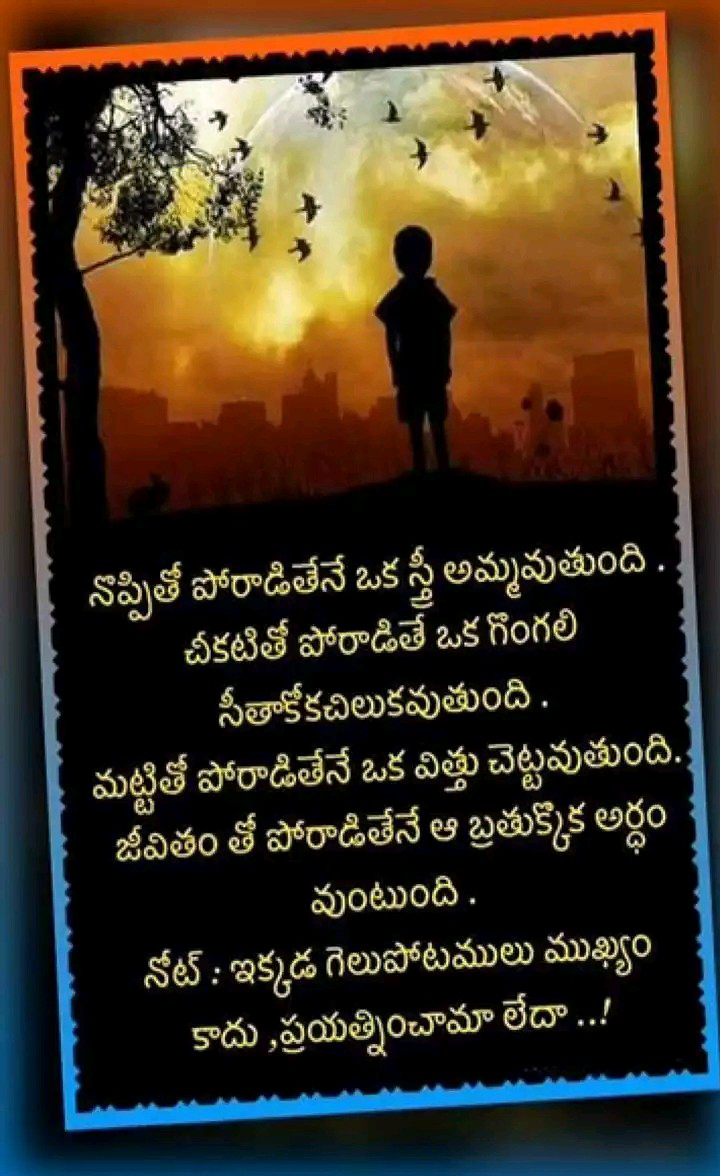 నొప్పితో పోరాడితేనే ఒక స్త్రీ అమ్మవుతుంది .
చీకటితో పోరాడితే ఒక గొంగలి
సీతాకోకచిలుకవుతుంది .
మట్టితో పోరాడితేనే ఒక విత్తు చెట్టవుతుంది.
జీవితం తో పోరాడితేనే ఆ బ్రతుక్కొక అర్ధం
వుంటుంది .
నోట్ : ఇక్కడ గెలుపోటములు ముఖ్యం
కాదు ,ప్రయత్నించామా లేదా ..!